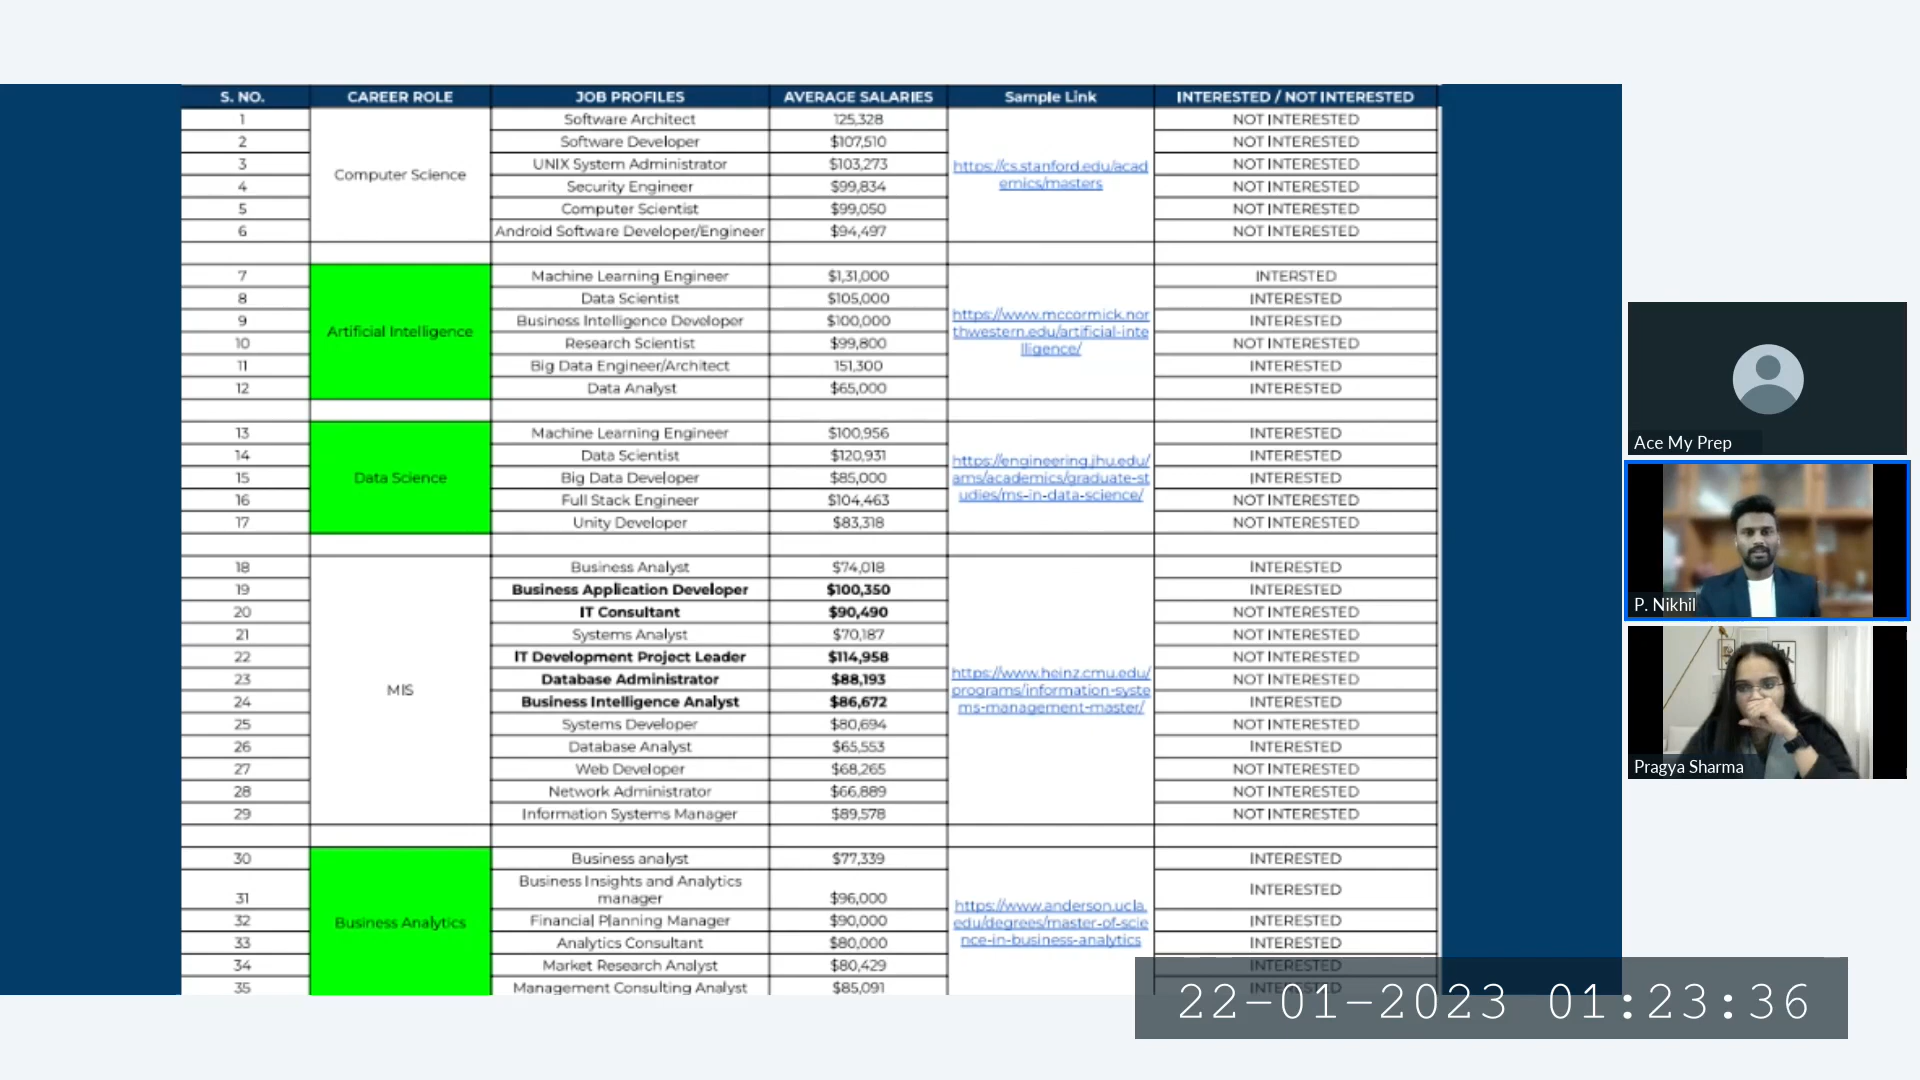 S. NO. CAREER ROLE JOB PROFILES AVERAGE SALARIES Sample Link INTERESTED / NOT INTERESTED
1 Software Architect 125,328 NOT INTERESTED
2 Software Developer $107,510 NOT INTERESTED
3 UNIX System Administrator $103,273 NOT INTERESTED
Computer Science
https://cs.stanford.edu/acad
emics/masters
4 Security Engineer $99,834 NOT INTERESTED
5 Computer Scientist $99,050 NOT INTERESTED
6 Android Software Developer/Engineer $94,497 NOT INTERESTED
7 Machine Learning Engineer $1,31,000 INTERSTED
8 Data Scientist $105,000 INTERESTED
9 Business Intelligence Developer $100,000 INTERESTED
Artificial Intelligence
https://www.mccormick.nor
thwestern.edu/artificial-inte
lligence/
10 Research Scientist $99,800 NOT INTERESTED
11 Big Data Engineer/Architect 151,300 INTERESTED
12 Data Analyst $65,000 INTERESTED
13 Machine Learning Engineer $100,956 INTERESTED
14 Data Scientist $120,931 INTERESTED
15 Data Science Big Data Developer $85,000 INTERESTED
https://engineering.jhu.edu/
ams/academics/graduate-st
udies/ms-in-data-science/
16 Full Stack Engineer $104,463 NOT INTERESTED
17 Unity Developer $83,318 NOT INTERESTED
18 Business Analyst $74,018 INTERESTED
19 Business Application Developer $100,350 INTERESTED
20 IT Consultant $90,490 NOT INTERESTED
21 Systems Analyst $70,187 NOT INTERESTED
22 IT Development Project Leader $114,958 NOT INTERESTED
23 Database Administrator $88,193 NOT INTERESTED
MIS
https://www.heinz.cmu.edu/
programs/information-syste
ms-management-master/
24 Business Intelligence Analyst $86,672 INTERESTED
25 Systems Developer $80,694 NOT INTERESTED
26 Database Analyst $65,553 INTERESTED
27 Web Developer $68,265 NOT INTERESTED
28 Network Administrator $66,889 NOT INTERESTED
29 Information Systems Manager $89,578 NOT INTERESTED
30 Business analyst $77,339 INTERESTED
31 Business Insights and Analytics
manager $96,000 INTERESTED
32 Financial Planning Manager $90,000 INTERESTED
Business Analytics
https://www.anderson.ucla.
edu/degrees/master-of-scie
nce-in-business-analytics
33 Analytics Consultant $80,000 INTERESTED
34 Market Research Analyst $80,429 INTERESTED
35 Management Consulting Analyst $85,091 INTERESTED
Ace My Prep
P. Nikhil
Pragya Sharma
22-01-2023 01:23:36